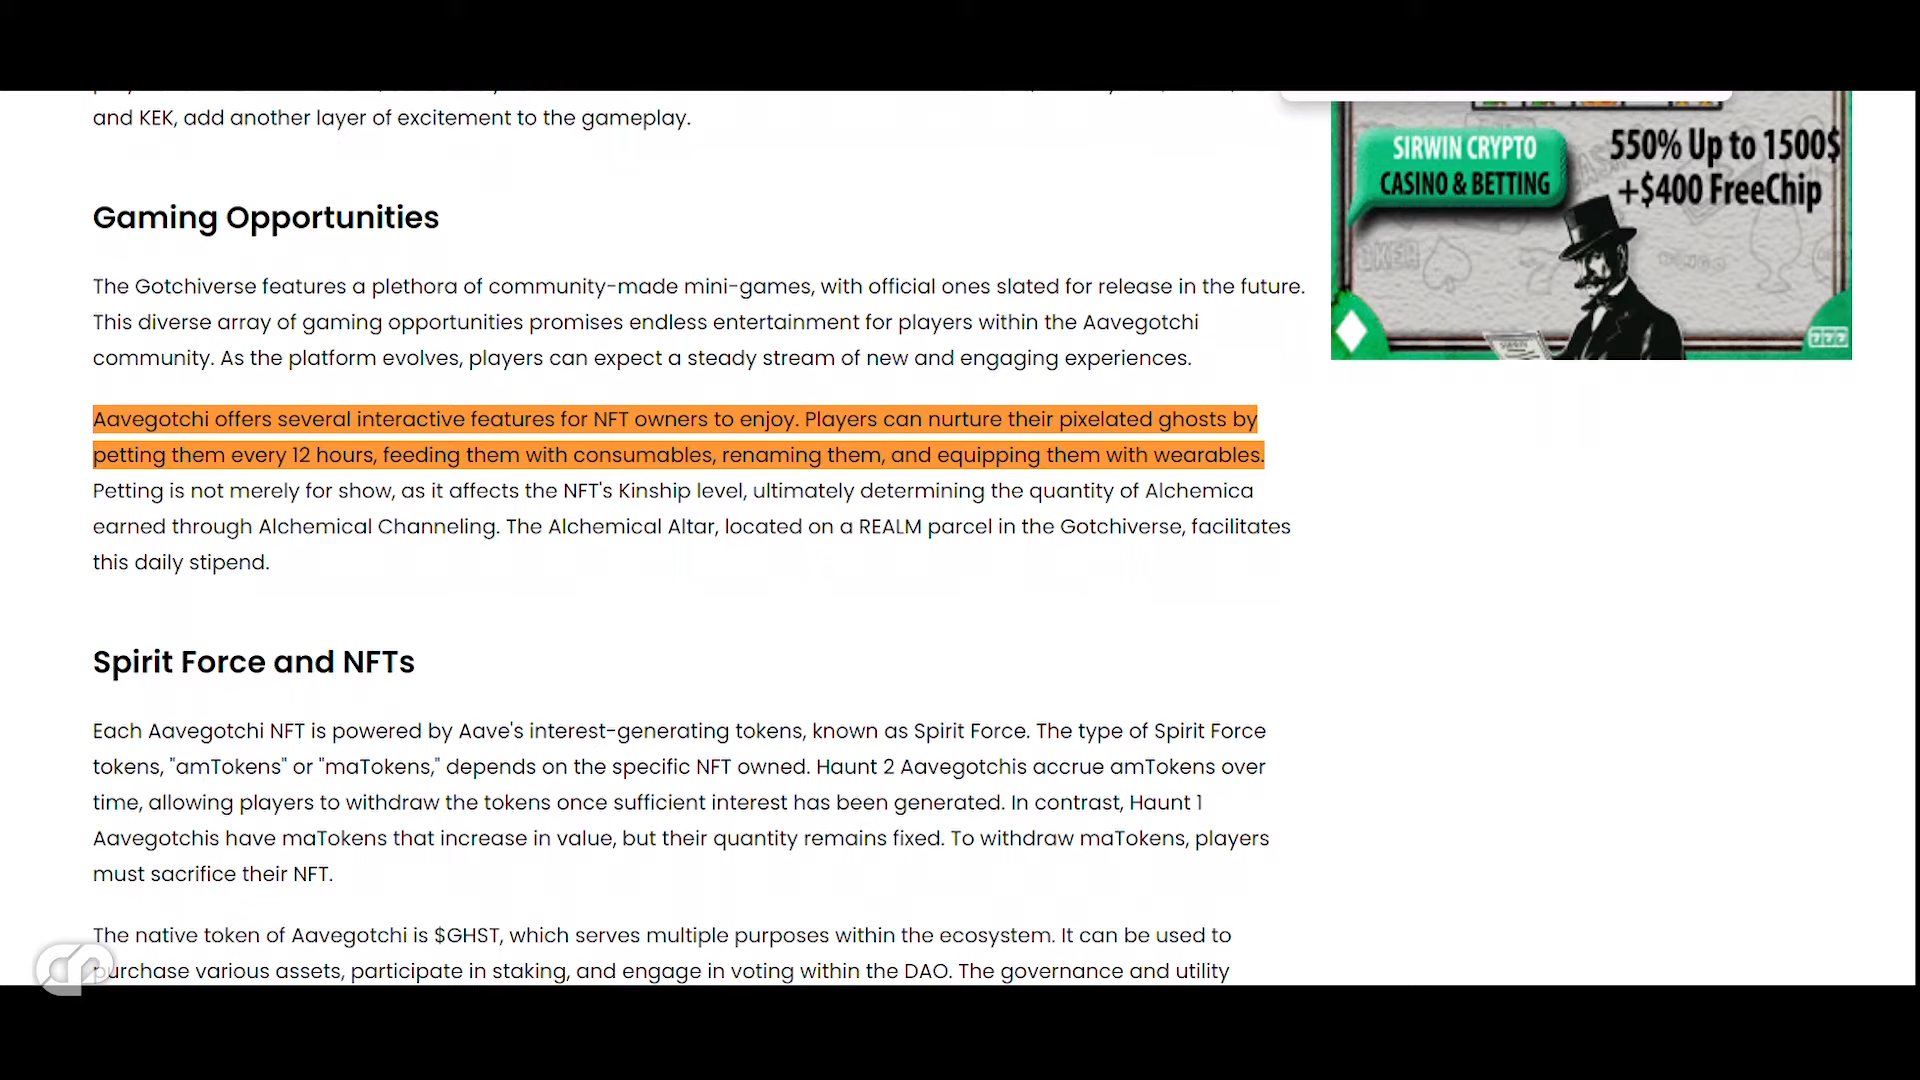 and KEK, add another layer of excitement to the gameplay.
Gaming Opportunities
The Gotchiverse features a plethora of community-made mini-games, with official ones slated for release in the future.
This diverse array of gaming opportunities promises endless entertainment for players within the Aavegotchi
community. As the platform evolves, players can expect a steady stream of new and engaging experiences.
Aavegotchi offers several interactive features for NFT owners to enjoy. Players can nurture their pixelated ghosts by
petting them every 12 hours, feeding them with consumables, renaming them, and equipping them with wearables.
Petting is not merely for show, as it affects the NFT's Kinship level, ultimately determining the quantity of Alchemica
earned through Alchemical Channeling. The Alchemical Altar, located on a REALM parcel in the Gotchiverse, facilitates
this daily stipend.
Spirit Force and NFTs
Each Aavegotchi NFT is powered by Aave's interest-generating tokens, known as Spirit Force. The type of Spirit Force
tokens, "amTokens" or "maTokens," depends on the specific NFT owned. Haunt 2 Aavegotchis accrue amTokens over
time, allowing players to withdraw the tokens once sufficient interest has been generated. In contrast, Haunt 1
Aavegotchis have maTokens that increase in value, but their quantity remains fixed. To withdraw maTokens, players
must sacrifice their NFT.
The native token of Aavegotchi is $GHST, which serves multiple purposes within the ecosystem. It can be used to
purchase various assets, participate in staking, and engage in voting within the DAO. The governance and utility
SIRWIN CRYPTO
CASINO & BETTING
550% Up to 1500$
+$400 FreeChip
777